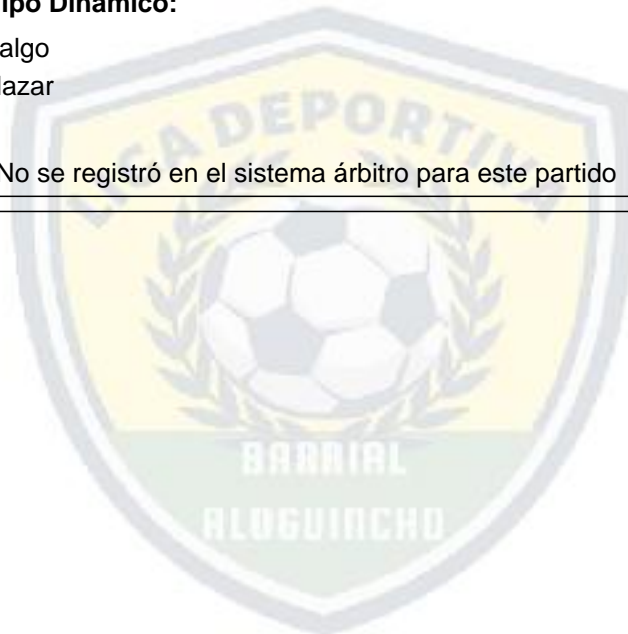 ipo Dinámico:
algo
lazar
No se registró en el sistema árbitro para este partido
LIGA DEPORTIVA
BARRIAL
ALUGUINCHO